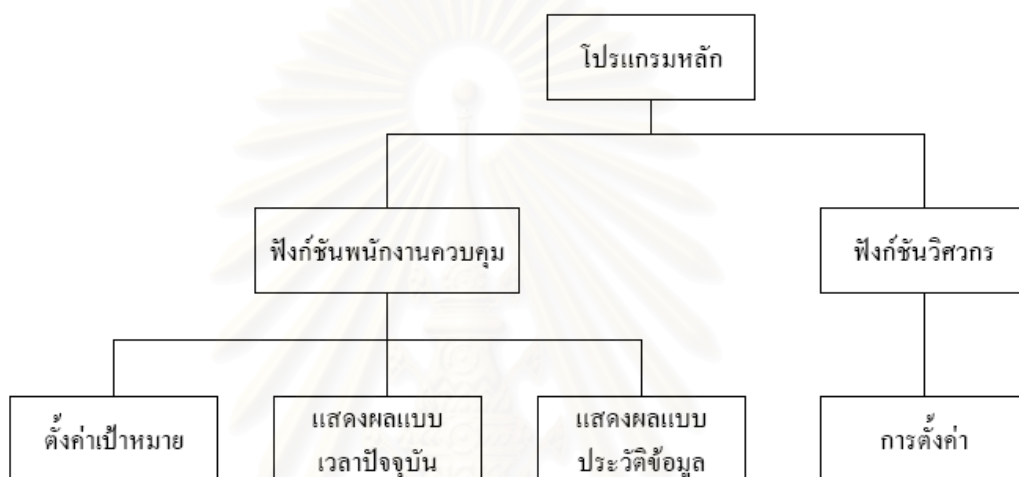 โปรแกรมหลัก
ฟังก์ชันพนักงานควบคุม
ฟังก์ชันวิศวกร
ตั้งค่าเป้าหมาย
แสดงผลแบบ
เวลาปัจจุบัน
แสดงผลแบบ
ประวัติข้อมูล
การตั้งค่า